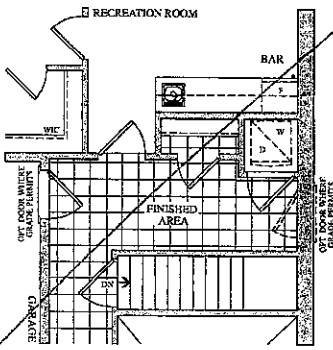 RECREATION ROOM
BAR
F
WIC
W
D
OPT DOOR WHERE
GRADE PERMITS
FINISHED
AREA
OPT DOOR WHERE
GRADE PERMITS
DN
GARAGE